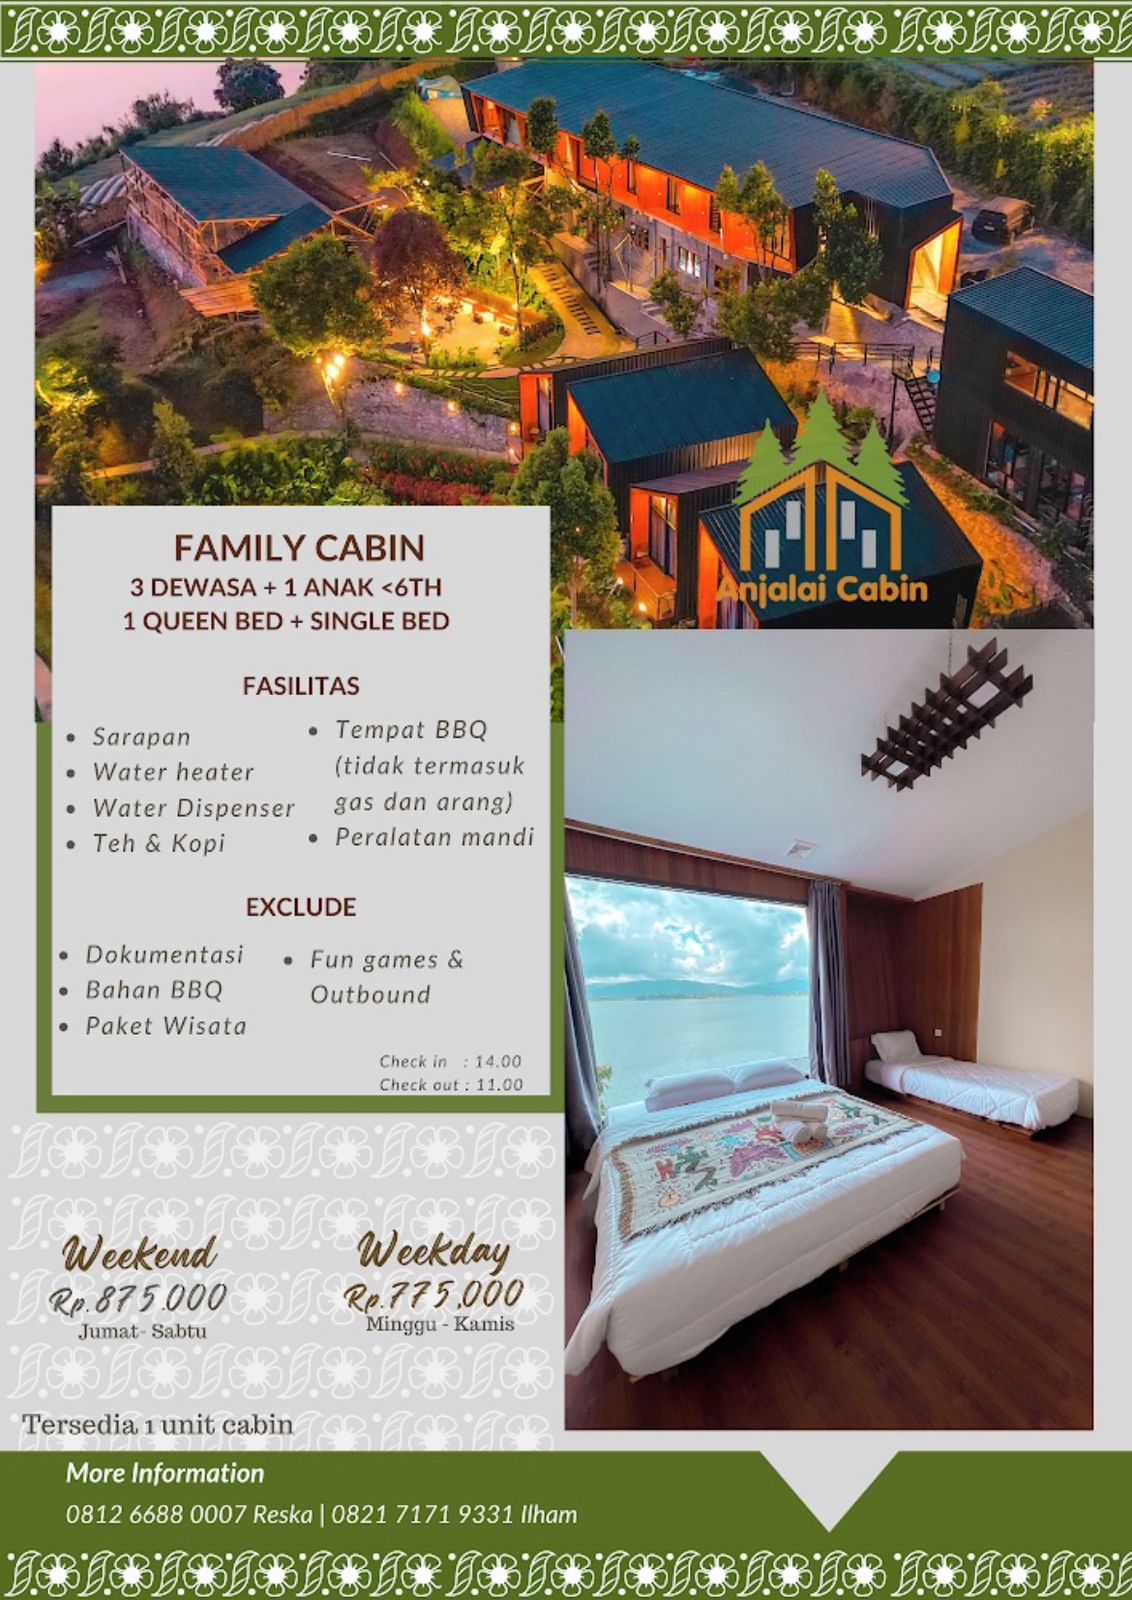 Anjalai Cabin
FAMILY CABIN
3 DEWASA + 1 ANAK <6TH
1 QUEEN BED + SINGLE BED
FASILITAS
• Sarapan
• Water heater
• Water Dispenser
• Teh & Kopi
• Tempat BBQ
(tidak termasuk
gas dan arang)
• Peralatan mandi
EXCLUDE
• Dokumentasi
• Bahan BBQ
• Paket Wisata
• Fun games &
Outbound
Check in : 14.00
Check out : 11.00
Weekend
Rp.875.000
Jumat- Sabtu
Weekday
Rp.775,000
Minggu - Kamis
Tersedia 1 unit cabin
More Information
0812 6688 0007 Reska | 0821 7171 9331 Ilham